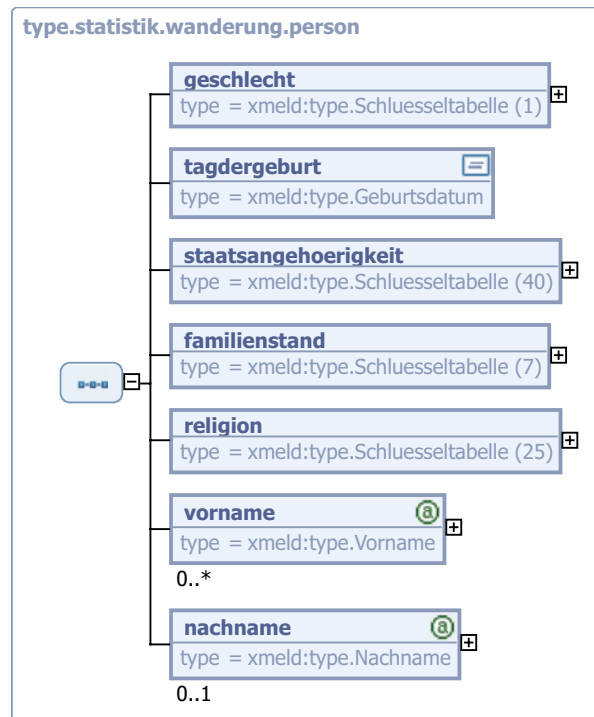 type.statistik.wanderung.person
geschlecht
type = xmeld:type.Schluesseltabelle (1)
tagdergeburt
type = xmeld:type.Geburtsdatum
staatsangehoerigkeit
type = xmeld:type.Schluesseltabelle (40)
familienstand
type = xmeld:type.Schluesseltabelle (7)
religion
type = xmeld:type.Schluesseltabelle (25)
vorname
type = xmeld:type.Vorname
0..*
nachname
type = xmeld:type.Nachname
0..1